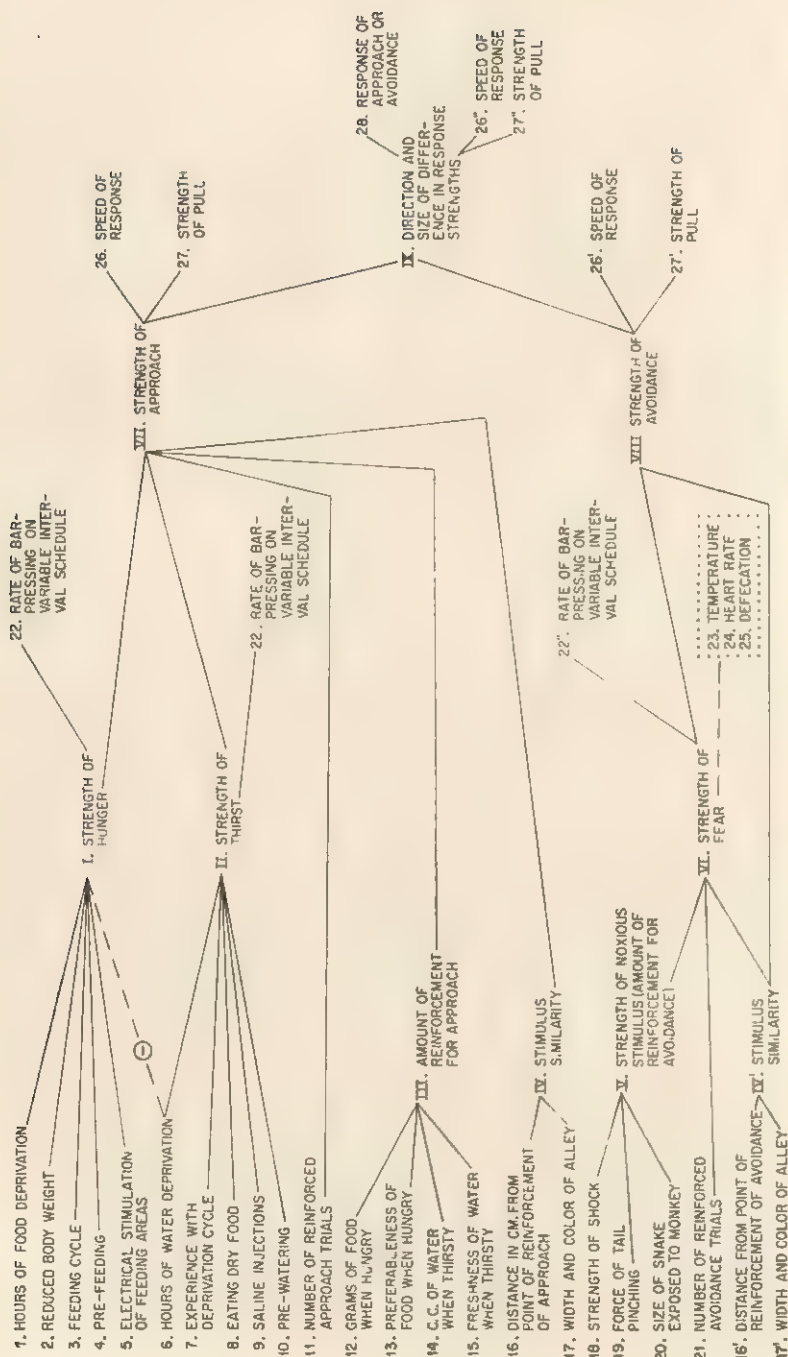 1. HOURS OF FOOD DEPRIVATION
2. REDUCED BODY WEIGHT
3. FEEDING CYCLE
4. PRE-FEEDING
5. ELECTRICAL STIMULATION
OF FEEDING AREAS
6. HOURS OF WATER DEPRIVATION
7. EXPERIENCE WITH
DEPRIVATION CYCLE
8. EATING DRY FOOD
9. SALINE INJECTIONS
10. PRE-WATERING
11. NUMBER OF REINFORCED
APPROACH TRIALS
12. GRAMS OF FOOD
WHEN HUNGRY
13. PREFERABLENESS OF
FOOD WHEN HUNGRY
14. C.C. OF WATER
WHEN THIRSTY
15. FRESHNESS OF WATER
WHEN THIRSTY
16. DISTANCE IN CM. FROM
POINT OF REINFORCEMENT
OF APPROACH
17. WIDTH AND COLOR OF ALLEY
18. STRENGTH OF SHOCK
19. FORCE OF TAIL
PINCHING
20. SIZE OF SNAKE
EXPOSED TO MONKEY
21. NUMBER OF REINFORCED
AVOIDANCE TRIALS
16'. DISTANCE FROM POINT OF
REINFORCEMENT OF AVOIDANCE
17'. WIDTH AND COLOR OF ALLEY
I. STRENGTH OF
HUNGER
II. STRENGTH OF
THIRST
III. AMOUNT OF
REINFORCEMENT
FOR APPROACH
IV. STIMULUS
SIMILARITY
V. STRENGTH OF NOXIOUS
STIMULUS (AMOUNT OF
REINFORCEMENT FOR
AVOIDANCE)
VI. STRENGTH OF
FEAR
IV'. STIMULUS
SIMILARITY
22. RATE OF BAR-
PRESSING ON
VARIABLE INTER-
VAL SCHEDULE
22. RATE OF BAR-
PRESSING ON
VARIABLE INTER-
VAL SCHEDULE
22". RATE OF BAR-
PRESSING ON
VARIABLE INTER-
VAL SCHEDULE
23. TEMPERATURE
24. HEART RATE
25. DEFECATION
VII. STRENGTH OF
APPROACH
VIII STRENGTH OF
AVOIDANCE
26. SPEED OF
RESPONSE
27. STRENGTH
OF PULL
IX. DIRECTION AND
SIZE OF DIFFER-
ENCE IN RESPONSE
STRENGTHS
26'. SPEED OF
RESPONSE
27'. STRENGTH OF
PULL
28. RESPONSE OF
APPROACH OR
AVOIDANCE
26". SPEED OF
RESPONSE
27". STRENGTH
OF PULL